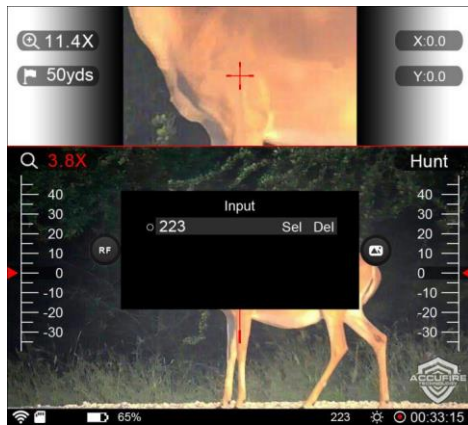 11.4X
X:0.0
50yds
Y:0.0
3.8X
Hunt
Input
223 Sel Del
40 40
30 30
20 20
RF
10 10
0 0
-10 -10
-20 -20
-30 -30
ACCUFIRE
TECHNOLOGY
65% 223 00:33:15